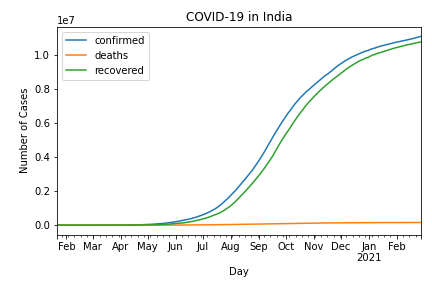 COVID-19 in India
1e7
confirmed
deaths
recovered
1.0
0.8
0.6
0.4
0.2
0.0
Number of Cases
Feb Mar Apr May Jun Jul Aug Sep Oct Nov Dec Jan Feb
2021
Day